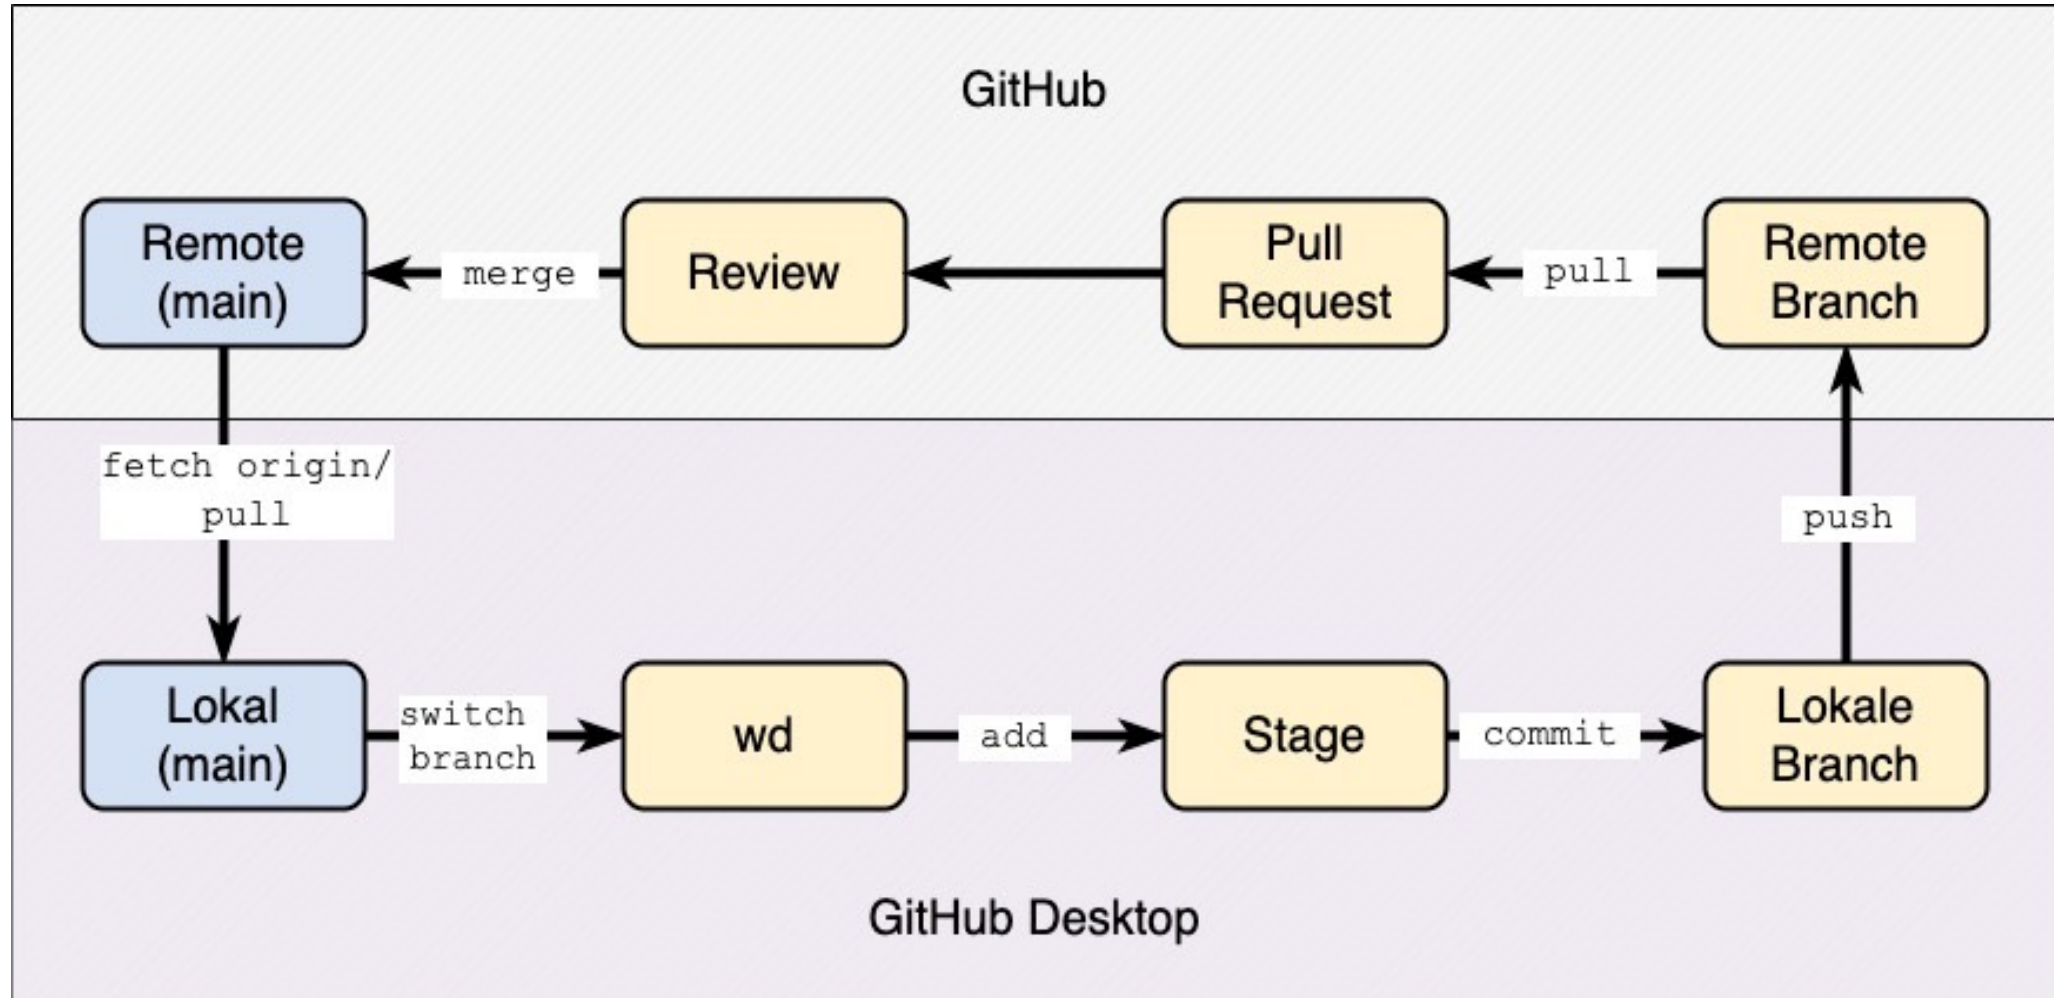 GitHub
Remote
(main)
merge
Review
Pull
Request
pull
Remote
Branch
fetch origin/
pull
push
Lokal
(main)
switch
branch
wd
add
Stage
commit
Lokale
Branch
GitHub Desktop